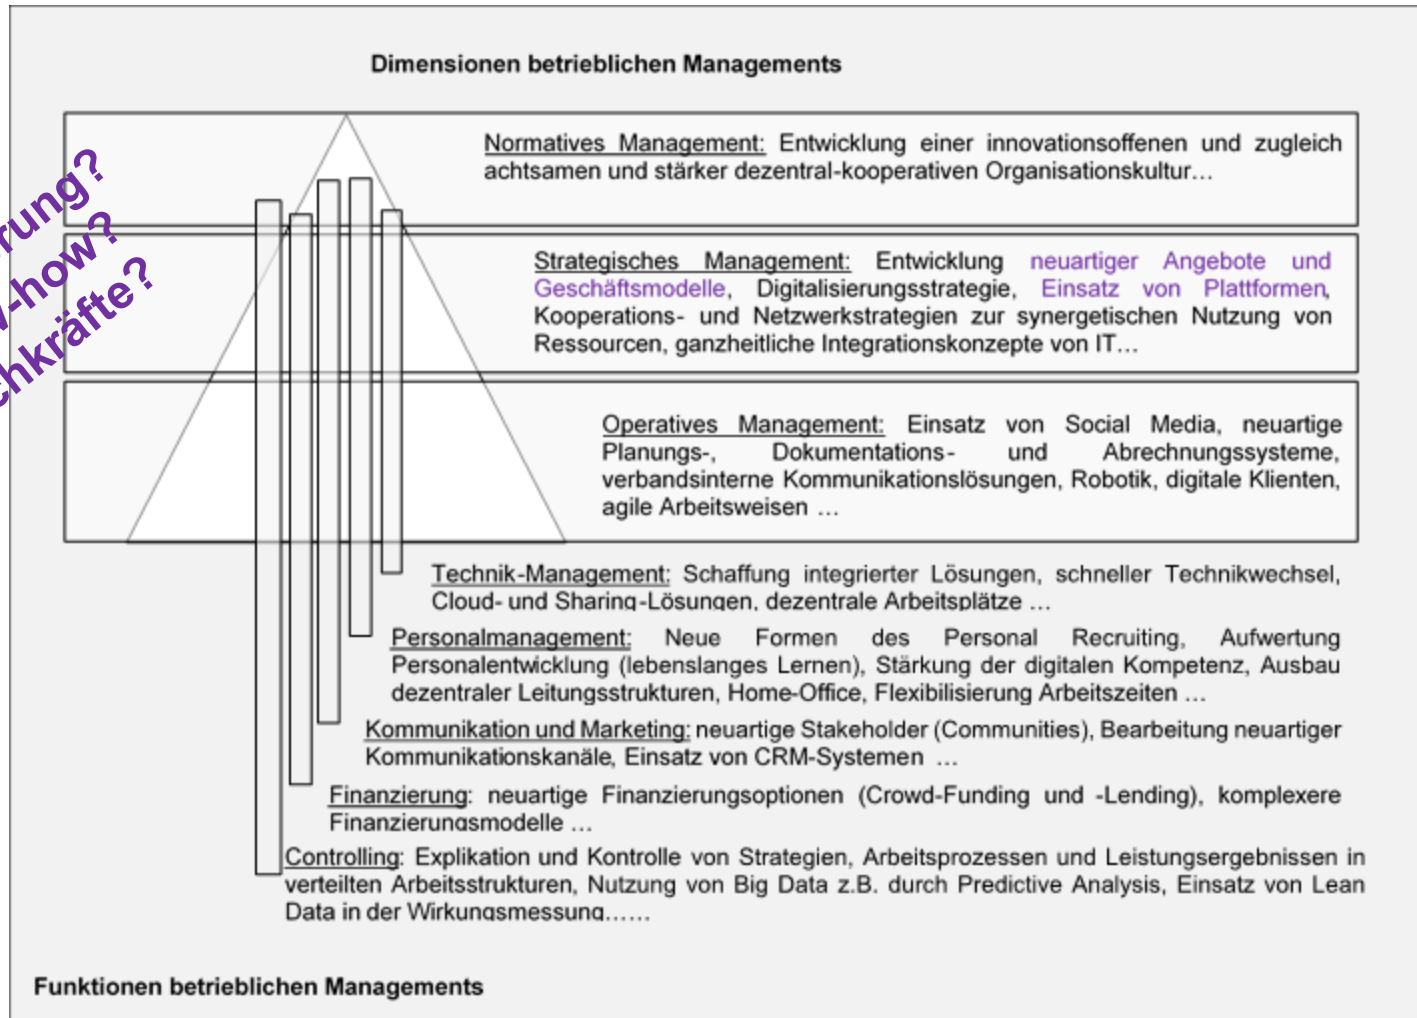 Dimensionen betrieblichen Managements
Normatives Management: Entwicklung einer innovationsoffenen und zugleich
achtsamen und stärker dezentral-kooperativen Organisationskultur…
Strategisches Management: Entwicklung neuartiger Angebote und
Geschäftsmodelle, Digitalisierungsstrategie, Einsatz von Plattformen,
Kooperations- und Netzwerkstrategien zur synergetischen Nutzung von
Ressourcen, ganzheitliche Integrationskonzepte von IT…
Operatives Management: Einsatz von Social Media, neuartige
Planungs-, Dokumentations- und Abrechnungssysteme,
verbandsinterne Kommunikationslösungen, Robotik, digitale Klienten,
agile Arbeitsweisen …
Technik-Management: Schaffung integrierter Lösungen, schneller Technikwechsel,
Cloud- und Sharing-Lösungen, dezentrale Arbeitsplätze …
Personalmanagement: Neue Formen des Personal Recruiting, Aufwertung
Personalentwicklung (lebenslanges Lernen), Stärkung der digitalen Kompetenz, Ausbau
dezentraler Leitungsstrukturen, Home-Office, Flexibilisierung Arbeitszeiten …
Kommunikation und Marketing: neuartige Stakeholder (Communities), Bearbeitung neuartiger
Kommunikationskanäle, Einsatz von CRM-Systemen …
Finanzierung: neuartige Finanzierungsoptionen (Crowd-Funding und -Lending), komplexere
Finanzierungsmodelle …
Controlling: Explikation und Kontrolle von Strategien, Arbeitsprozessen und Leistungsergebnissen in
verteilten Arbeitsstrukturen, Nutzung von Big Data z.B. durch Predictive Analysis, Einsatz von Lean
Data in der Wirkungsmessung……
Funktionen betrieblichen Managements
rung?
-how?
chkräfte?